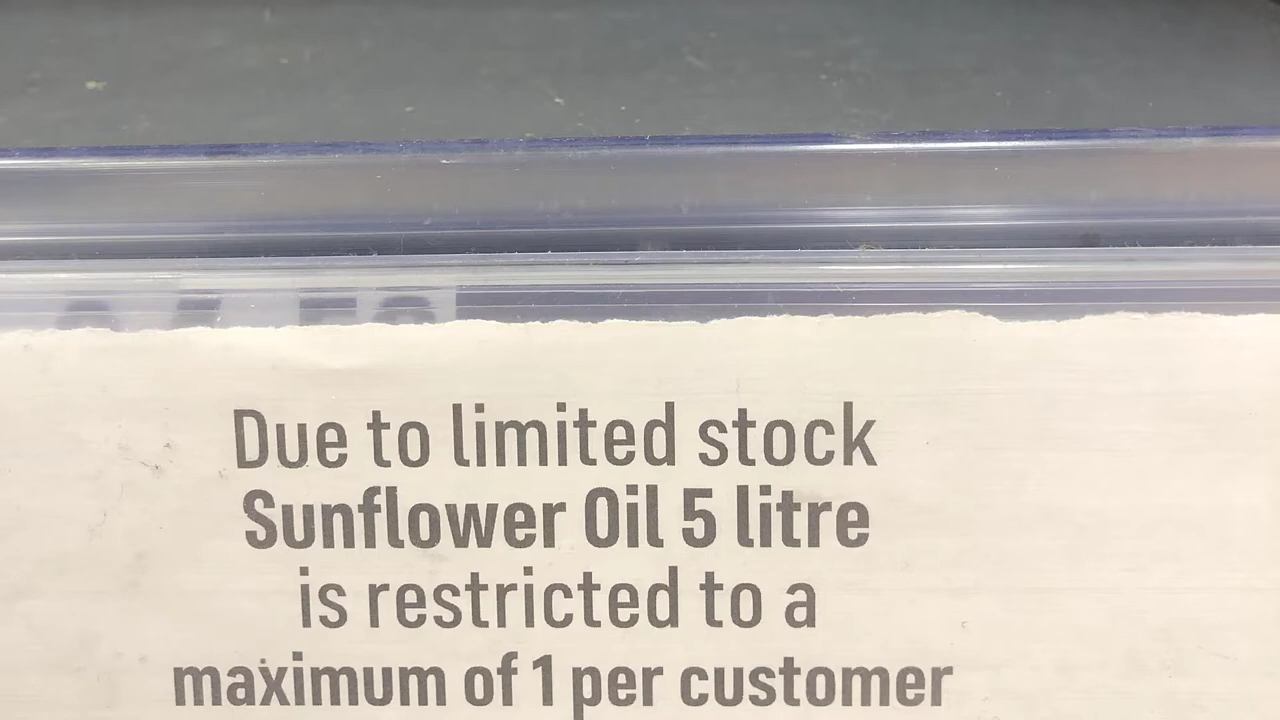 Due to limited stock
Sunflower Oil 5 litre
is restricted to a
maximum of 1 per customer